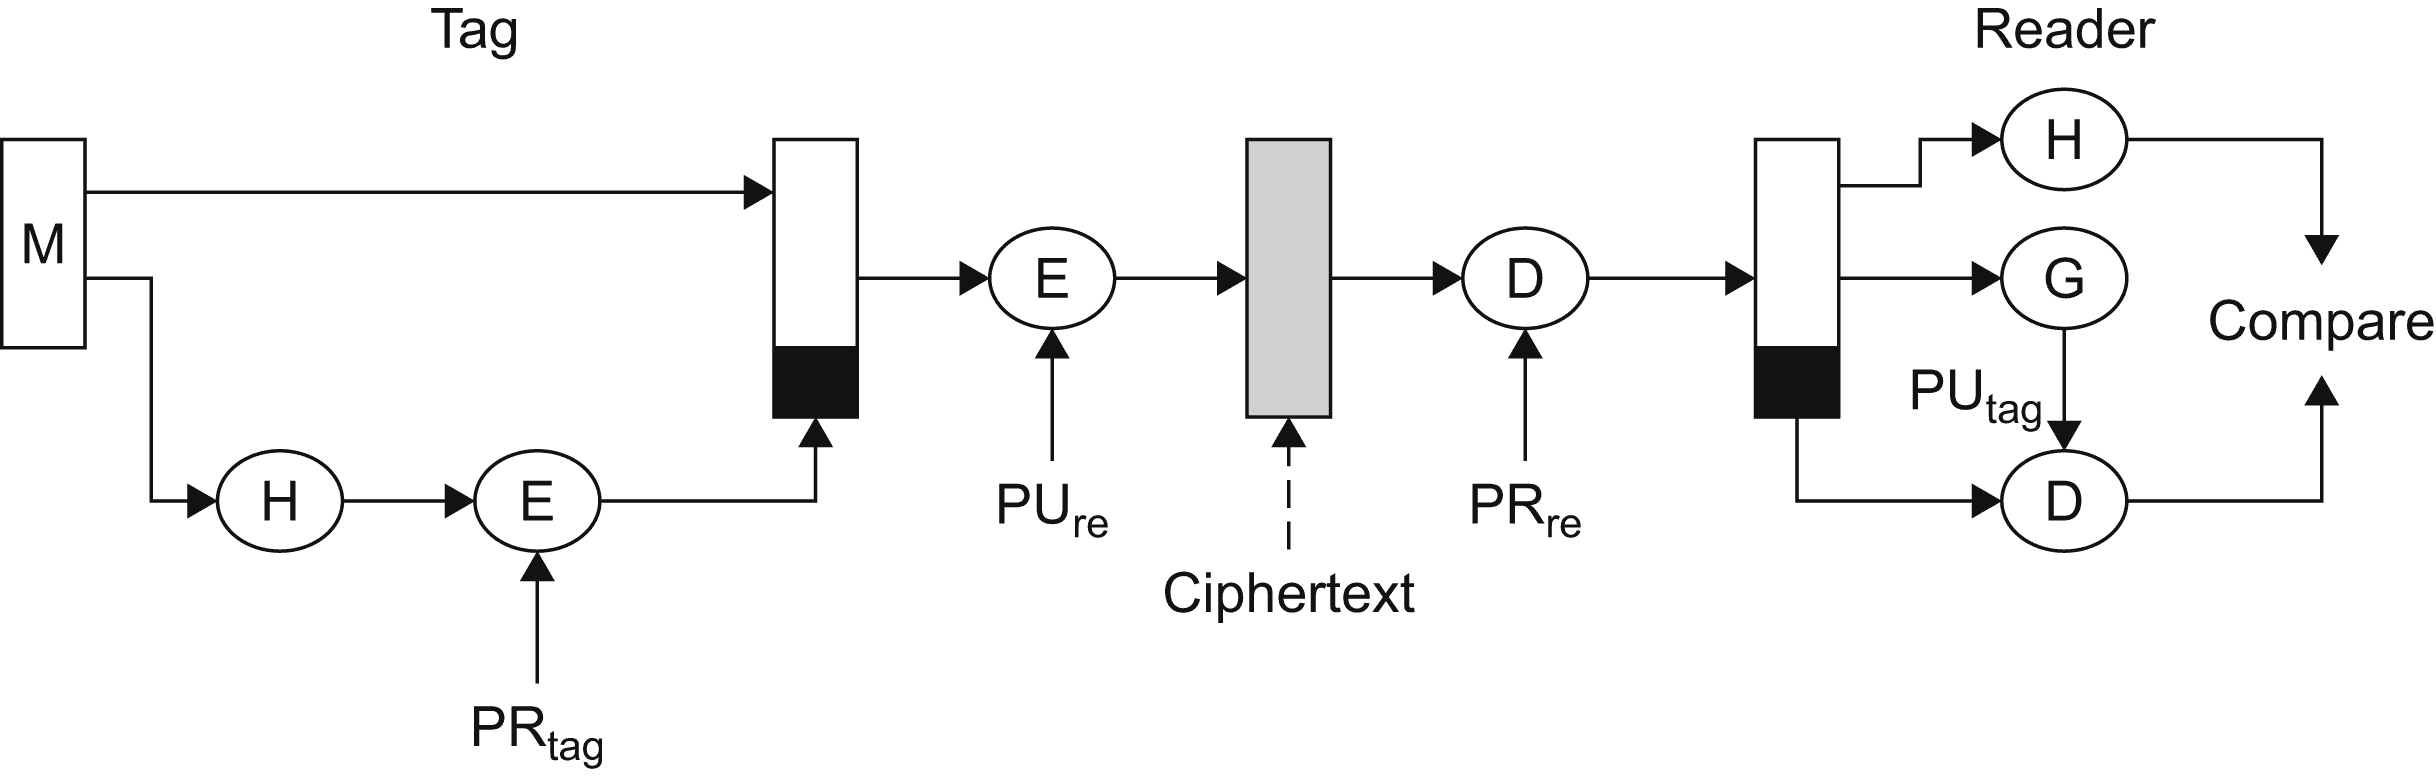 Tag
Reader
M
H
E
PRtag
E
PUre
Ciphertext
D
PRre
H
G
PUtag
D
Compare